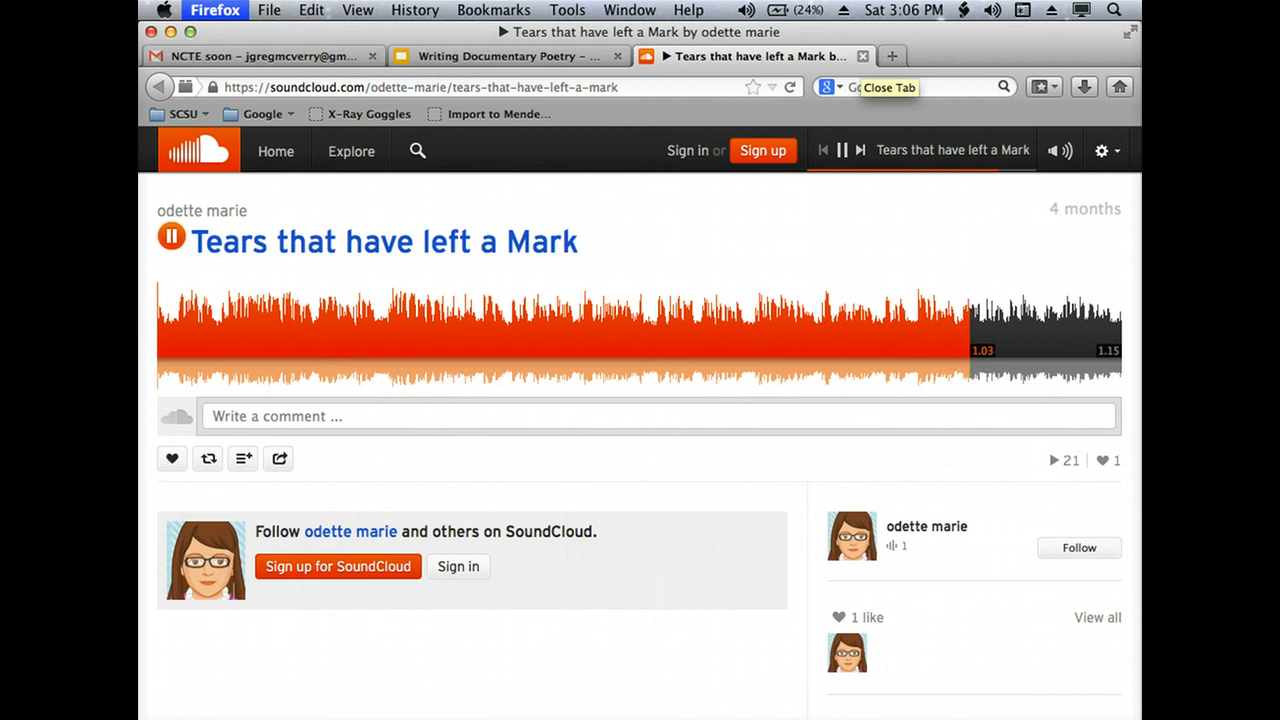 Firefox File Edit View History Bookmarks Tools Window Help (24%) Sat 3:06 PM
Tears that have left a Mark by odette marie
NCTE soon – jgregmcverry@gm... Writing Documentary Poetry – ... ▶ Tears that have left a Mark b...
https://soundcloud.com/odette-marie/tears-that-have-left-a-mark Close Tab
SCSU Google X-Ray Goggles Import to Mende...
Home Explore Sign in or Sign up Tears that have left a Mark
odette marie 4 months
Tears that have left a Mark
1.03 1.15
Write a comment ...
21 1
Follow odette marie and others on SoundCloud.
Sign up for SoundCloud Sign in
odette marie
1
Follow
1 like View all